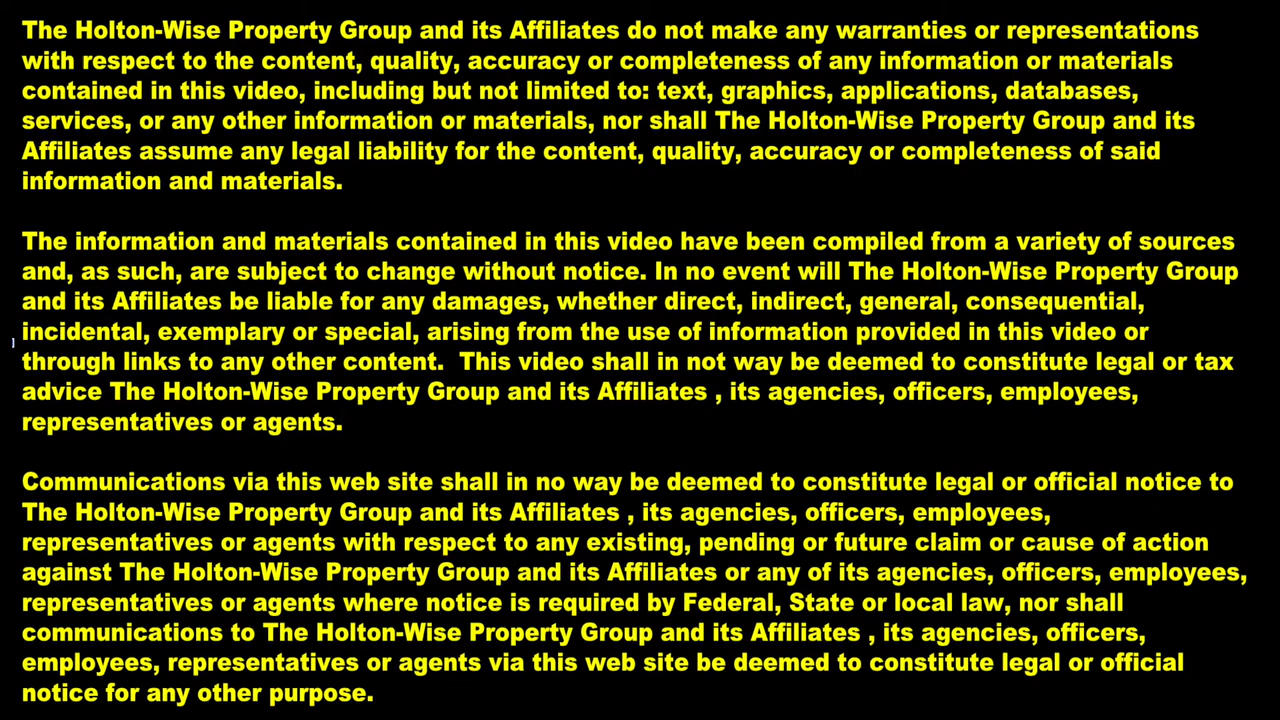 The Holton-Wise Property Group and its Affiliates do not make any warranties or representations
with respect to the content, quality, accuracy or completeness of any information or materials
contained in this video, including but not limited to: text, graphics, applications, databases,
services, or any other information or materials, nor shall The Holton-Wise Property Group and its
Affiliates assume any legal liability for the content, quality, accuracy or completeness of said
information and materials.
The information and materials contained in this video have been compiled from a variety of sources
and, as such, are subject to change without notice. In no event will The Holton-Wise Property Group
and its Affiliates be liable for any damages, whether direct, indirect, general, consequential,
incidental, exemplary or special, arising from the use of information provided in this video or
through links to any other content.  This video shall in not way be deemed to constitute legal or tax
advice The Holton-Wise Property Group and its Affiliates , its agencies, officers, employees,
representatives or agents.
Communications via this web site shall in no way be deemed to constitute legal or official notice to
The Holton-Wise Property Group and its Affiliates , its agencies, officers, employees,
representatives or agents with respect to any existing, pending or future claim or cause of action
against The Holton-Wise Property Group and its Affiliates or any of its agencies, officers, employees,
representatives or agents where notice is required by Federal, State or local law, nor shall
communications to The Holton-Wise Property Group and its Affiliates , its agencies, officers,
employees, representatives or agents via this web site be deemed to constitute legal or official
notice for any other purpose.